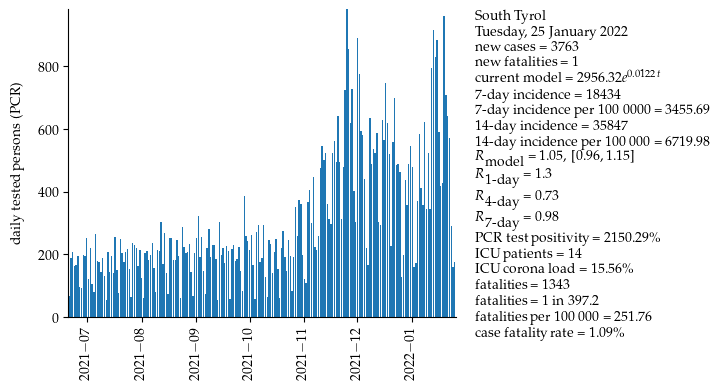 South Tyrol
Tuesday, 25 January 2022
new cases = 3763
new fatalities = 1
current model = 2956.32e^0.0122 t
7-day incidence = 18434
7-day incidence per 100 0000 = 3455.69
14-day incidence = 35847
14-day incidence per 100 000 = 6719.98
R_model = 1.05, [0.96, 1.15]
R_1-day = 1.3
R_4-day = 0.73
R_7-day = 0.98
PCR test positivity = 2150.29%
ICU patients = 14
ICU corona load = 15.56%
fatalities = 1343
fatalities = 1 in 397.2
fatalities per 100 000 = 251.76
case fatality rate = 1.09%
daily tested persons (PCR)
800
600
400
200
0
2021−07
2021−08
2021−09
2021−10
2021−11
2021−12
2022−01